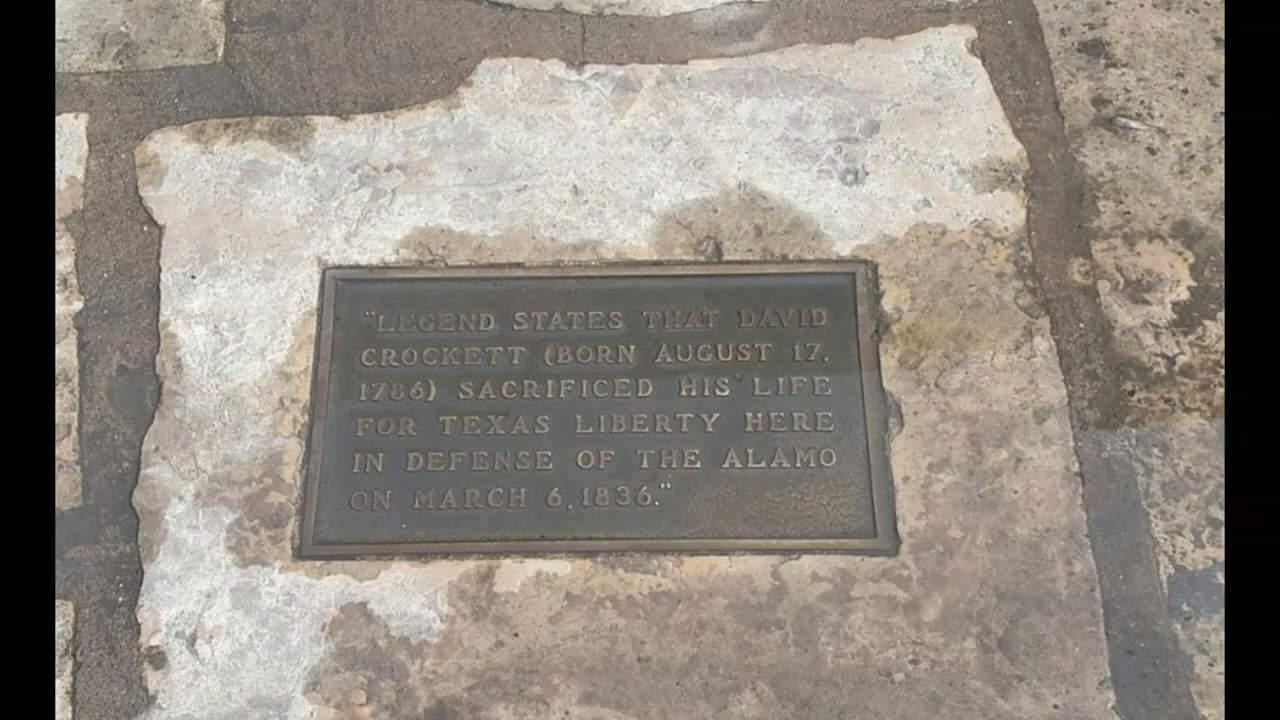 "LEGEND STATES THAT DAVID
CROCKETT (BORN AUGUST 17,
1786) SACRIFICED HIS LIFE
FOR TEXAS LIBERTY HERE
IN DEFENSE OF THE ALAMO
ON MARCH 6, 1836."